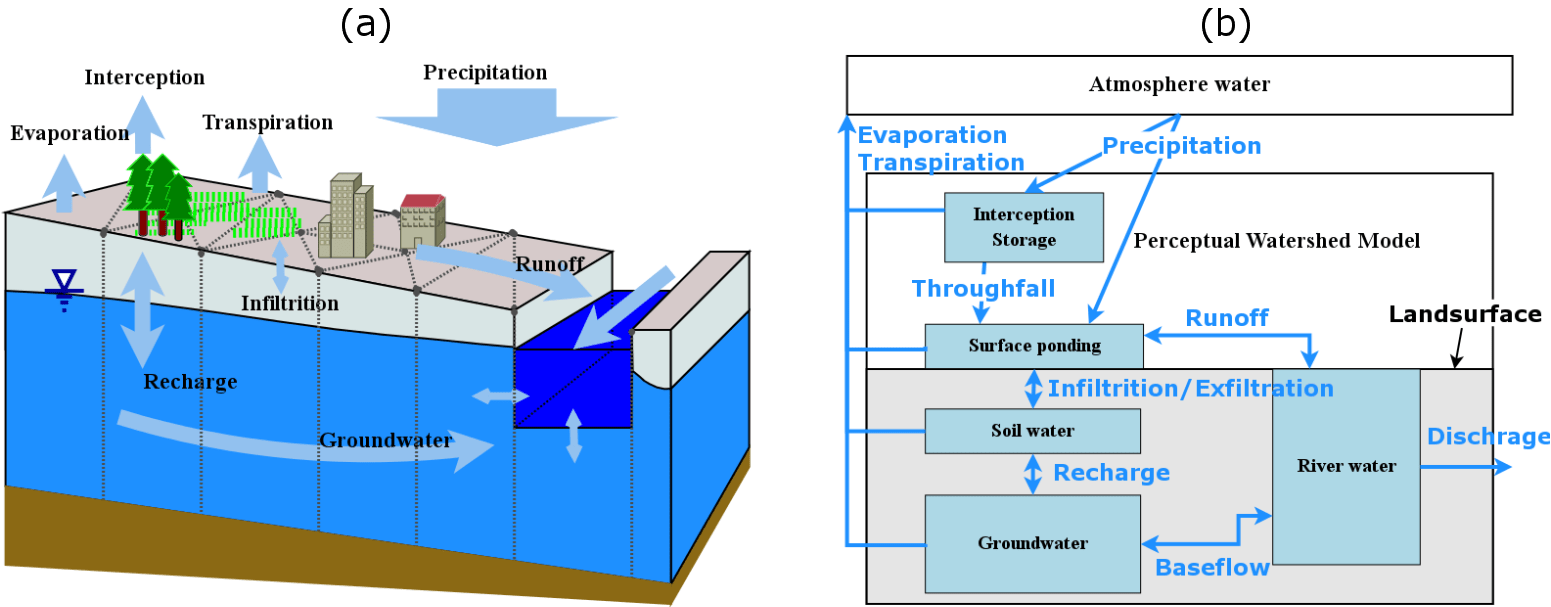 (a)
Interception
Precipitation
Evaporation
Transpiration
Runoff
Infiltrition
Recharge
Groundwater
(b)
Atmosphere water
Evaporation
Transpiration
Precipitation
Interception
Storage
Perceptual Watershed Model
Throughfall
Runoff
Landsurface
Surface ponding
Infiltrition/Exfiltration
Soil water
Dischrage
River water
Recharge
Groundwater
Baseflow